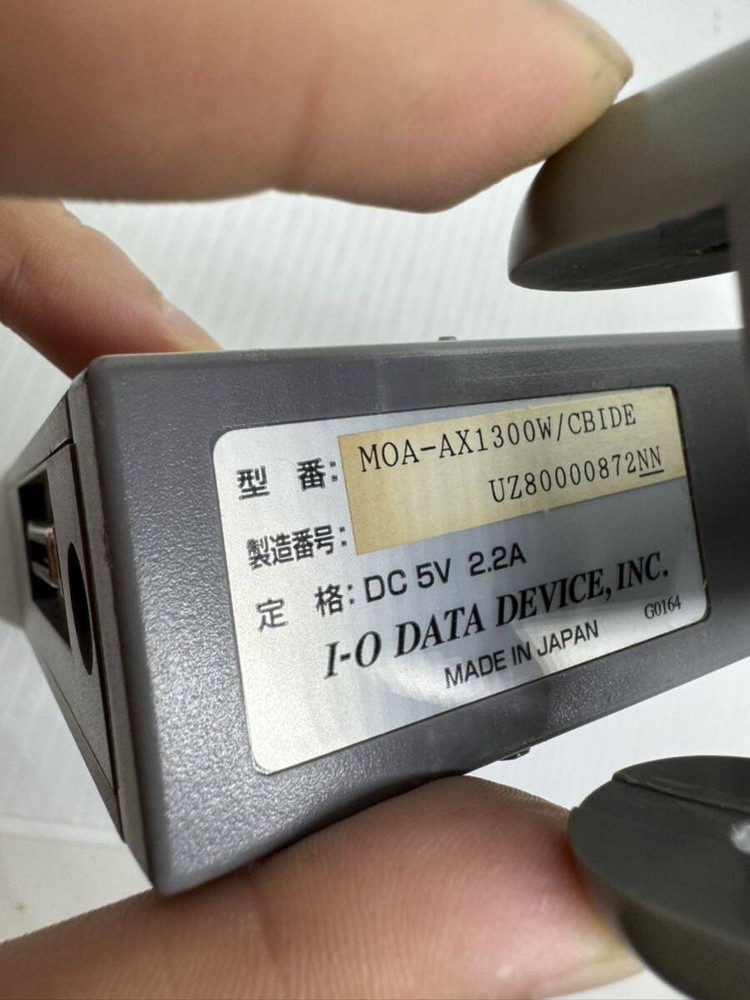 型 番: MOA-AX1300W/CBIDE
製造番号: UZ80000872NN
定 格: DC 5V 2.2A
I-O DATA DEVICE, INC.
MADE IN JAPAN G0164